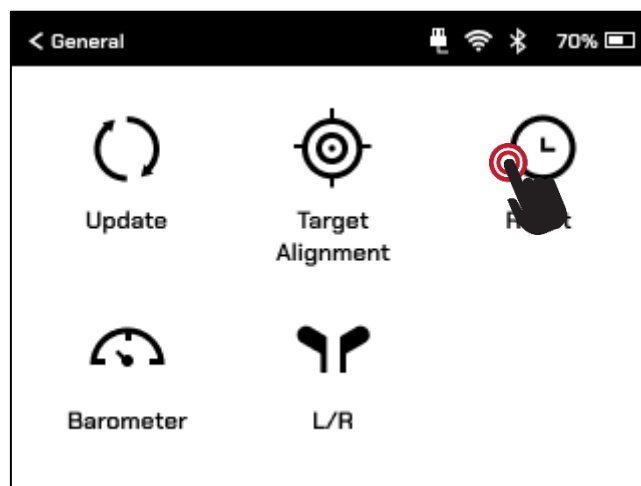 < General
70%
Update
Target
Alignment
Barometer
L/R